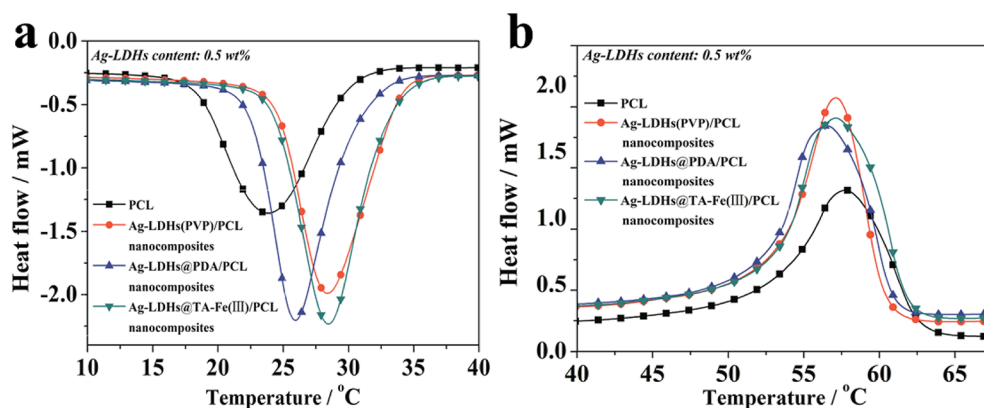 a
Ag-LDHs content: 0.5 wt%
0.0
-0.5
-1.0
-1.5
-2.0
Heat flow / mW
PCL
Ag-LDHs(PVP)/PCL
nanocomposites
Ag-LDHs@PDA/PCL
nanocomposites
Ag-LDHs@TA-Fe(III)/PCL
nanocomposites
10 15 20 25 30 35 40
Temperature / °C
b
Ag-LDHs content: 0.5 wt%
2.0
1.5
1.0
0.5
0.0
Heat flow / mW
PCL
Ag-LDHs(PVP)/PCL
nanocomposites
Ag-LDHs@PDA/PCL
nanocomposites
Ag-LDHs@TA-Fe(III)/PCL
nanocomposites
40 45 50 55 60 65
Temperature / °C